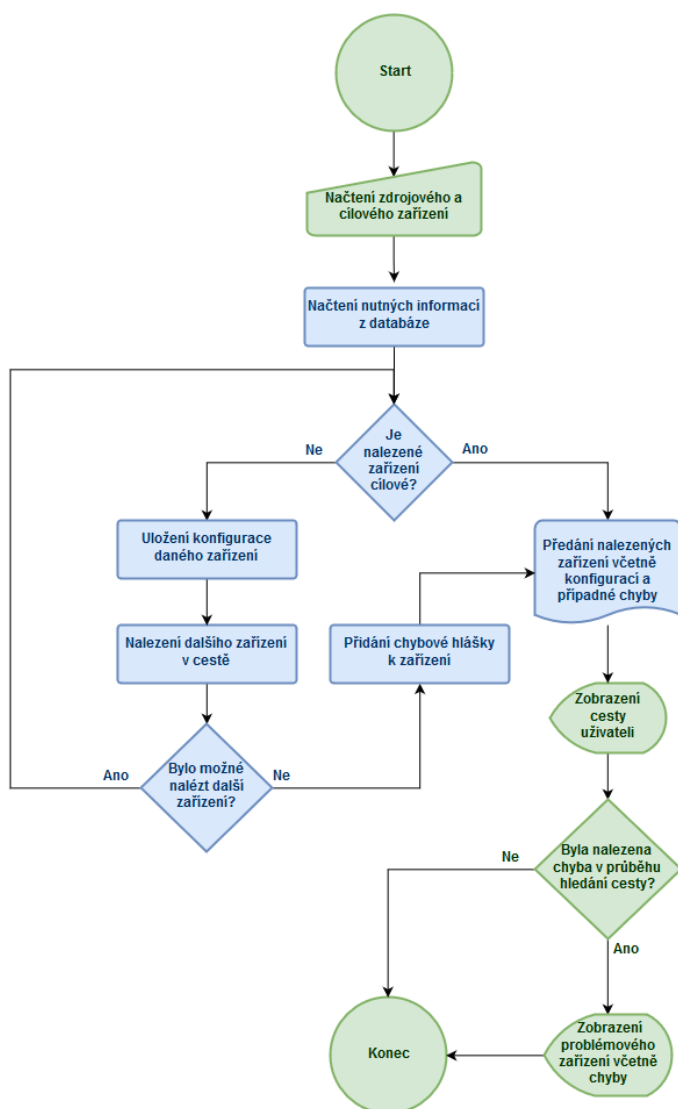 Start
Načtení zdrojového a
cílového zařízení
Načtení nutných informací
z databáze
Je
nalezené
zařízení
cílové?
Ne
Ano
Uložení konfigurace
daného zařízení
Předání nalezených
zařízení včetně
konfigurací a
případné chyby
Nalezení dalšího zařízení
v cestě
Přidání chybové hlášky
k zařízení
Zobrazení
cesty
uživateli
Bylo možné
nalézt další
zařízení?
Ano
Ne
Byla nalezena
chyba v průběhu
hledání cesty?
Ne
Ano
Konec
Zobrazení
problémového
zařízení včetně
chyby